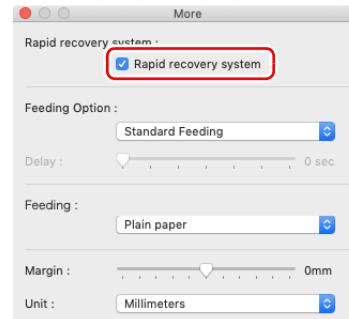 More
Rapid recovery system :
Rapid recovery system
Feeding Option :
Standard Feeding
Delay : 0 sec
Feeding :
Plain paper
Margin : 0mm
Unit : Millimeters